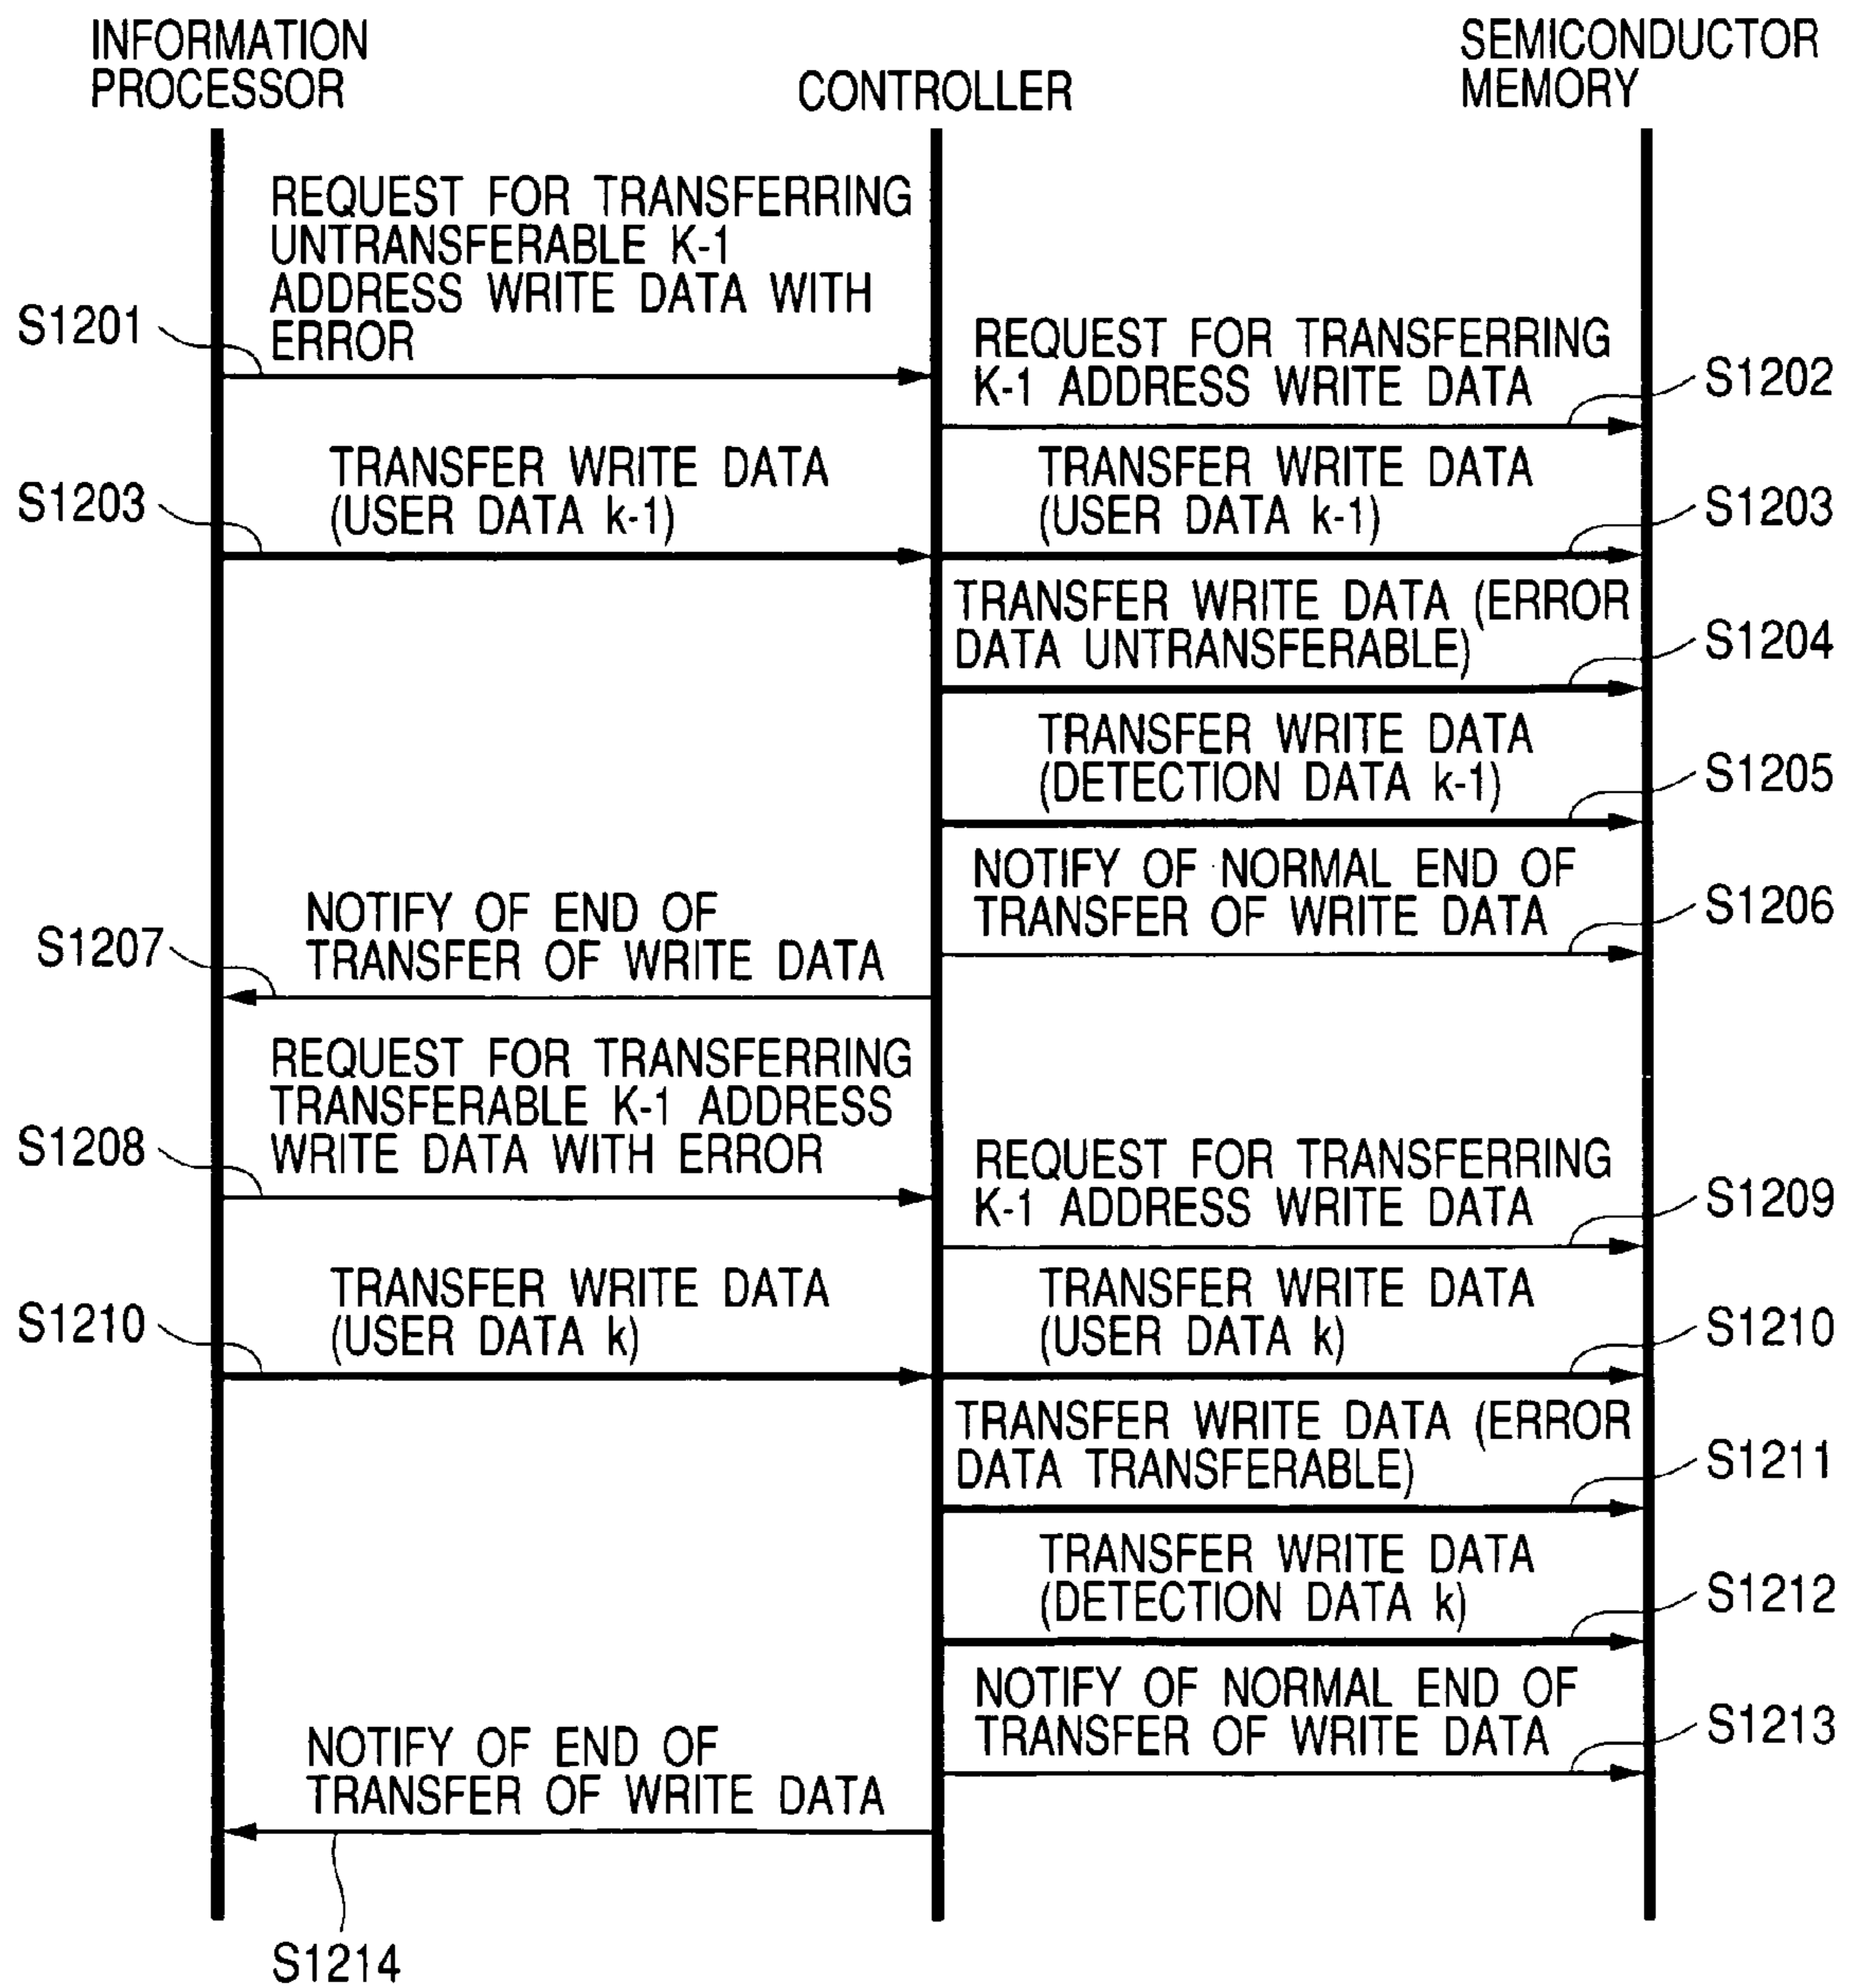 INFORMATION
PROCESSOR
CONTROLLER
SEMICONDUCTOR
MEMORY
REQUEST FOR TRANSFERRING
UNTRANSFERABLE K-1
ADDRESS WRITE DATA WITH
ERROR
S1201
REQUEST FOR TRANSFERRING
K-1 ADDRESS WRITE DATA
S1202
TRANSFER WRITE DATA
(USER DATA k-1)
S1203
TRANSFER WRITE DATA
(USER DATA k-1)
S1203
TRANSFER WRITE DATA (ERROR
DATA UNTRANSFERABLE)
S1204
TRANSFER WRITE DATA
(DETECTION DATA k-1)
S1205
NOTIFY OF NORMAL END OF
TRANSFER OF WRITE DATA
S1206
NOTIFY OF END OF
TRANSFER OF WRITE DATA
S1207
REQUEST FOR TRANSFERRING
TRANSFERABLE K-1 ADDRESS
WRITE DATA WITH ERROR
S1208
REQUEST FOR TRANSFERRING
K-1 ADDRESS WRITE DATA
S1209
TRANSFER WRITE DATA
(USER DATA k)
S1210
TRANSFER WRITE DATA
(USER DATA k)
S1210
TRANSFER WRITE DATA (ERROR
DATA TRANSFERABLE)
S1211
TRANSFER WRITE DATA
(DETECTION DATA k)
S1212
NOTIFY OF NORMAL END OF
TRANSFER OF WRITE DATA
S1213
NOTIFY OF END OF
TRANSFER OF WRITE DATA
S1214